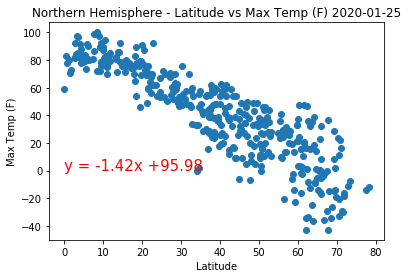 Northern Hemisphere - Latitude vs Max Temp (F) 2020-01-25
100
80
60
40
20
0
−20
−40
Max Temp (F)
y = -1.42x +95.98
0 10 20 30 40 50 60 70 80
Latitude